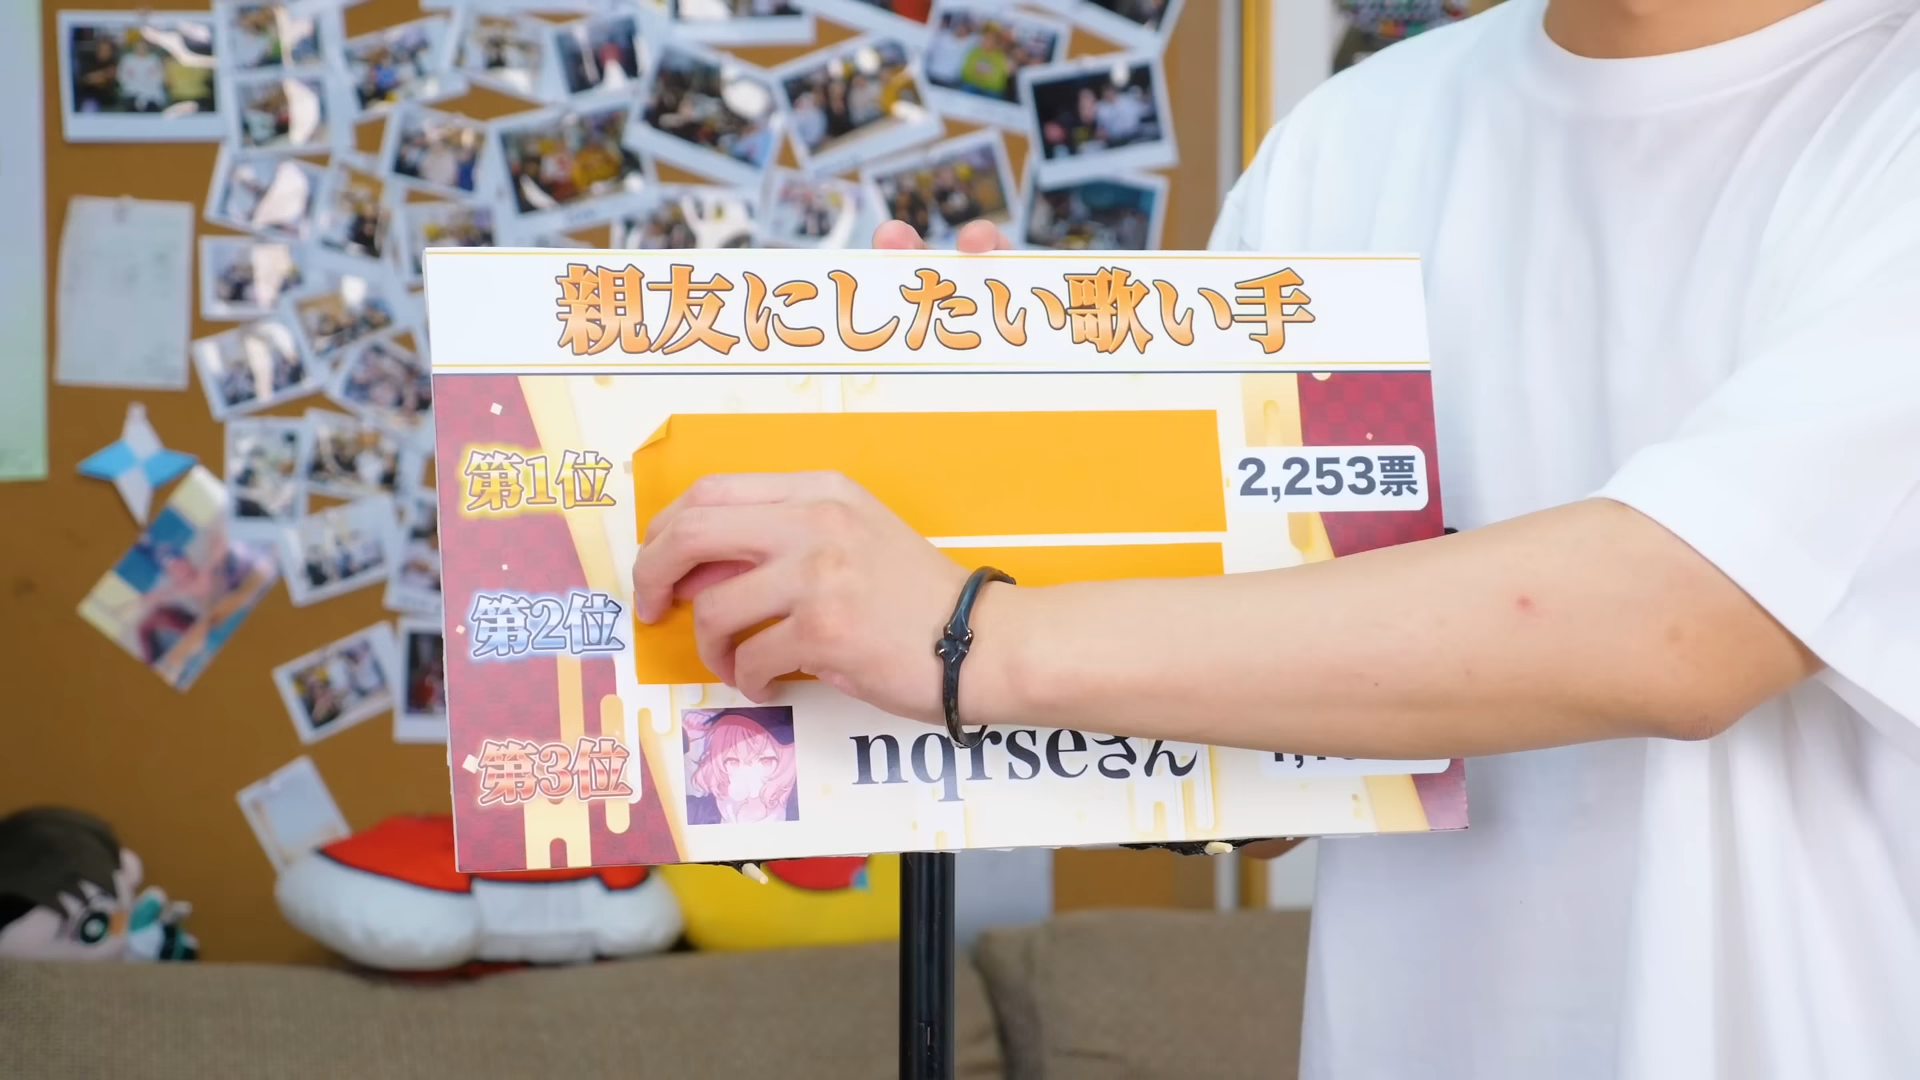 親友にしたい歌い手
第1位
2,253票
第2位
第3位
nqrseさん